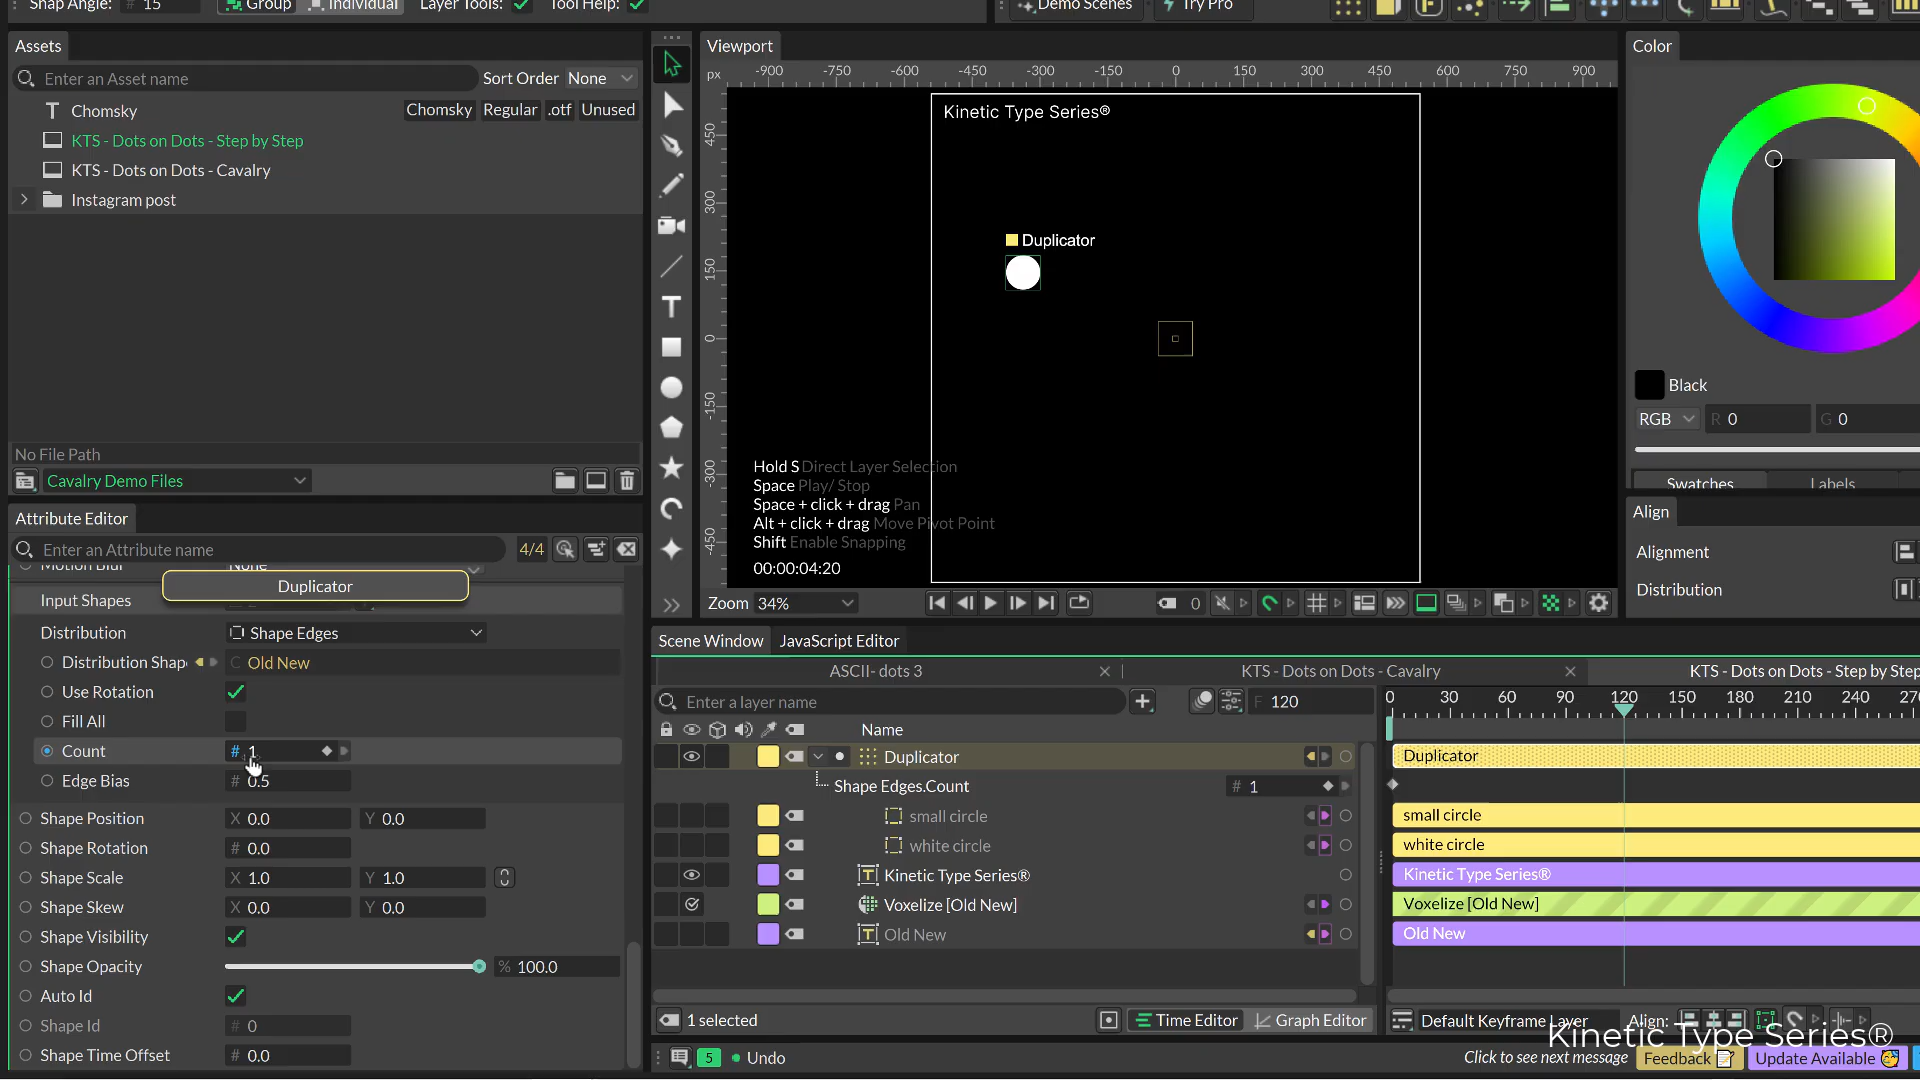 Snap Angle: # 15 Group Individual Layer Tools: Tool Help: Demo Scenes Try Pro
Assets
Enter an Asset name Sort Order None
Chomsky Chomsky Regular .otf Unused
KTS - Dots on Dots - Step by Step
KTS - Dots on Dots - Cavalry
Instagram post
No File Path
Cavalry Demo Files
Viewport
px -900 -750 -600 -450 -300 -150 0 150 300 450 600 750 900
450
300
150
0
-150
-300
-450
Kinetic Type Series®
Duplicator
Hold S Direct Layer Selection
Space Play/ Stop
Space + click + drag Pan
Alt + click + drag Move Pivot Point
Shift Enable Snapping
00:00:04:20
Zoom 34% 0
Color
Black
RGB R 0 G 0
Swatches Labels
Align
Alignment
Distribution
Attribute Editor
Enter an Attribute name 4/4
Motion Blur None
Duplicator
Input Shapes
Distribution Shape Edges
Distribution Shape C Old New
Use Rotation
Fill All
Count # 1
Edge Bias # 0.5
Shape Position X 0.0 Y 0.0
Shape Rotation # 0.0
Shape Scale X 1.0 Y 1.0
Shape Skew X 0.0 Y 0.0
Shape Visibility
Shape Opacity % 100.0
Auto Id
Shape Id # 0
Shape Time Offset # 0.0
Scene Window JavaScript Editor
ASCII- dots 3 KTS - Dots on Dots - Cavalry KTS - Dots on Dots - Step by Step
Enter a layer name F 120 0 30 60 90 120 150 180 210 240 270
Name
Duplicator Duplicator
Shape Edges.Count # 1
small circle small circle
white circle white circle
Kinetic Type Series® Kinetic Type Series®
Voxelize [Old New] Voxelize [Old New]
Old New Old New
1 selected Time Editor Graph Editor Default Keyframe Layer Align:
Kinetic Type Series®
5 Undo Click to see next message Feedback Update Available